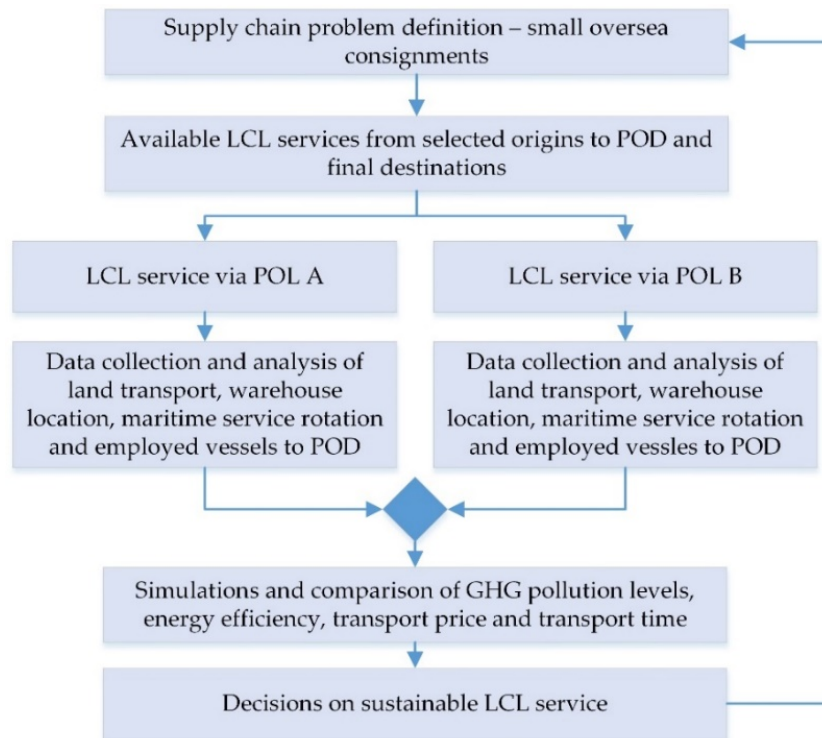 Supply chain problem definition – small oversea
consignments
Available LCL services from selected origins to POD and
final destinations
LCL service via POL A
LCL service via POL B
Data collection and analysis of
land transport, warehouse
location, maritime service rotation
and employed vessels to POD
Data collection and analysis of
land transport, warehouse
location, maritime service rotation
and employed vessles to POD
Simulations and comparison of GHG pollution levels,
energy efficiency, transport price and transport time
Decisions on sustainable LCL service